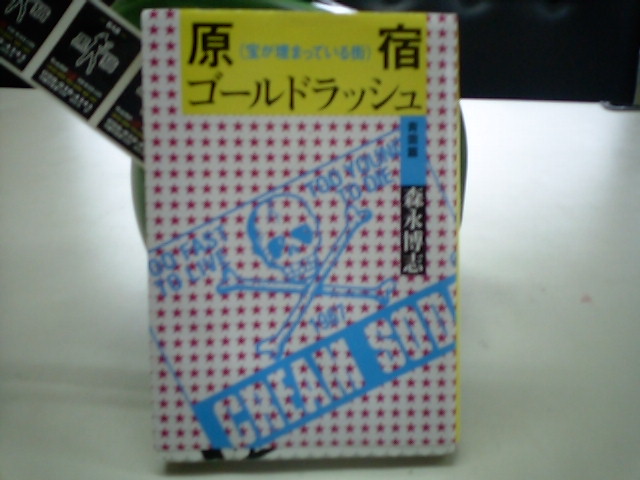 原宿
(宝が埋まっている街)
ゴールドラッシュ
青雲篇
森永博志
TOO YOUNG
TO DIE
TOO FAST
TO LIVE
CREAM SODA